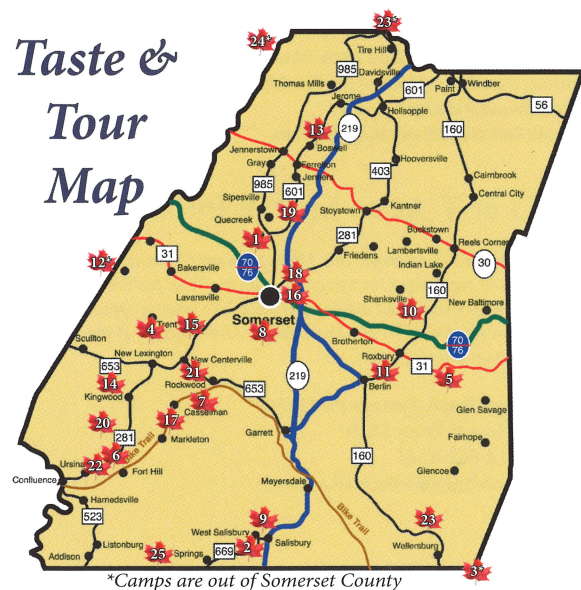 Taste &
Tour
Map
23*
24*
Tire Hill
985
Davidsville
Thomas Mills
Jerome
601
Paint
Windber
Hollsopple
56
13
219
160
Boswell
Jennerstown
Gray
Ferrellton
Hooversville
Jenners
403
985
601
Cairnbrook
Sipesville
Central City
19
Kantner
Quecreek
Stoystown
1
281
Buckstown
Reels Corner
Lambertsville
30
12*
31
Friedens
70
76
Indian Lake
Bakersville
18
160
Lavansville
16
Shanksville
10
New Baltimore
Somerset
4
Trent
15
8
Brotherton
70
76
Scullton
New Lexington
Roxbury
653
New Centerville
31
21
11
5
14
Rockwood
219
Berlin
Kingwood
653
7
Casselman
Glen Savage
17
20
281
Garrett
Fairhope
Markleton
Bike Trail
160
6
Ursina
22
Fort Hill
Glencoe
Confluence
Meyersdale
Harnedsville
Bike Trail
523
9
23
West Salisbury
Listonburg
2
Salisbury
Wellersburg
Addison
25
Springs
669
3*
*Camps are out of Somerset County